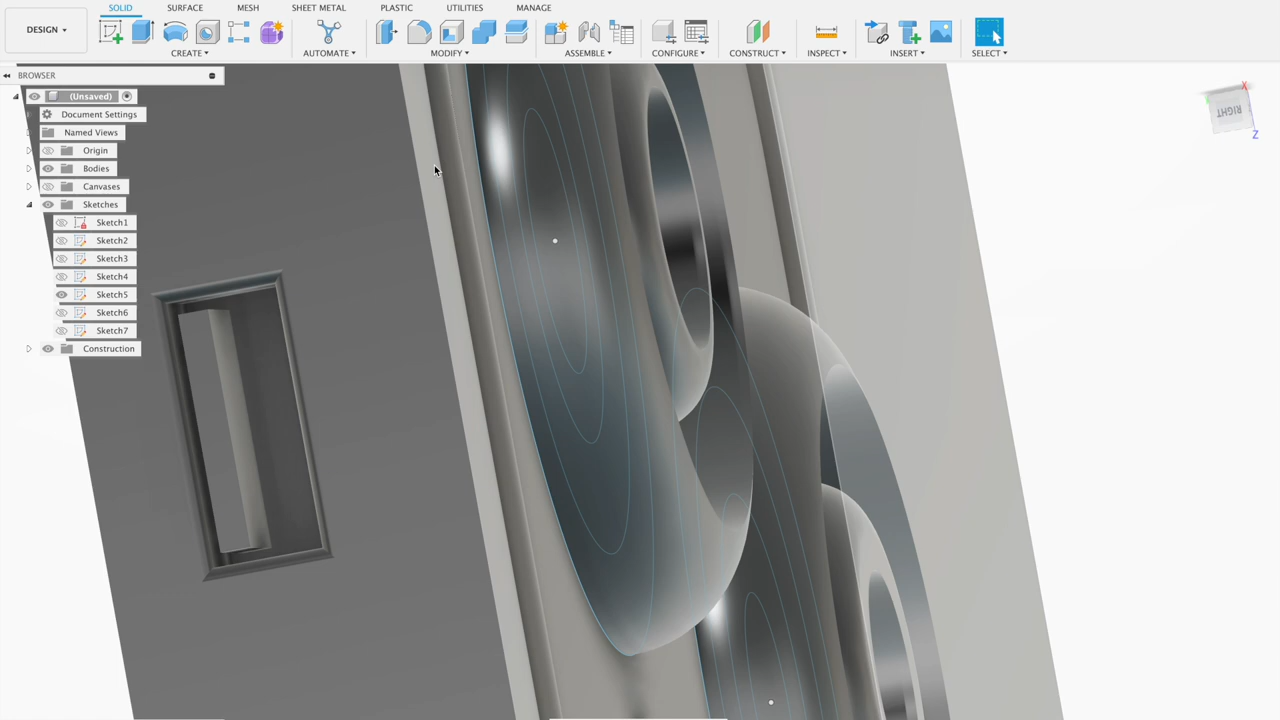 SOLID SURFACE MESH SHEET METAL PLASTIC UTILITIES MANAGE
DESIGN
CREATE AUTOMATE MODIFY ASSEMBLE CONFIGURE CONSTRUCT INSPECT INSERT SELECT
BROWSER
(Unsaved)
Document Settings
Named Views
Origin
Bodies
Canvases
Sketches
Sketch1
Sketch2
Sketch3
Sketch4
Sketch5
Sketch6
Sketch7
Construction
X
RIGHT
Z